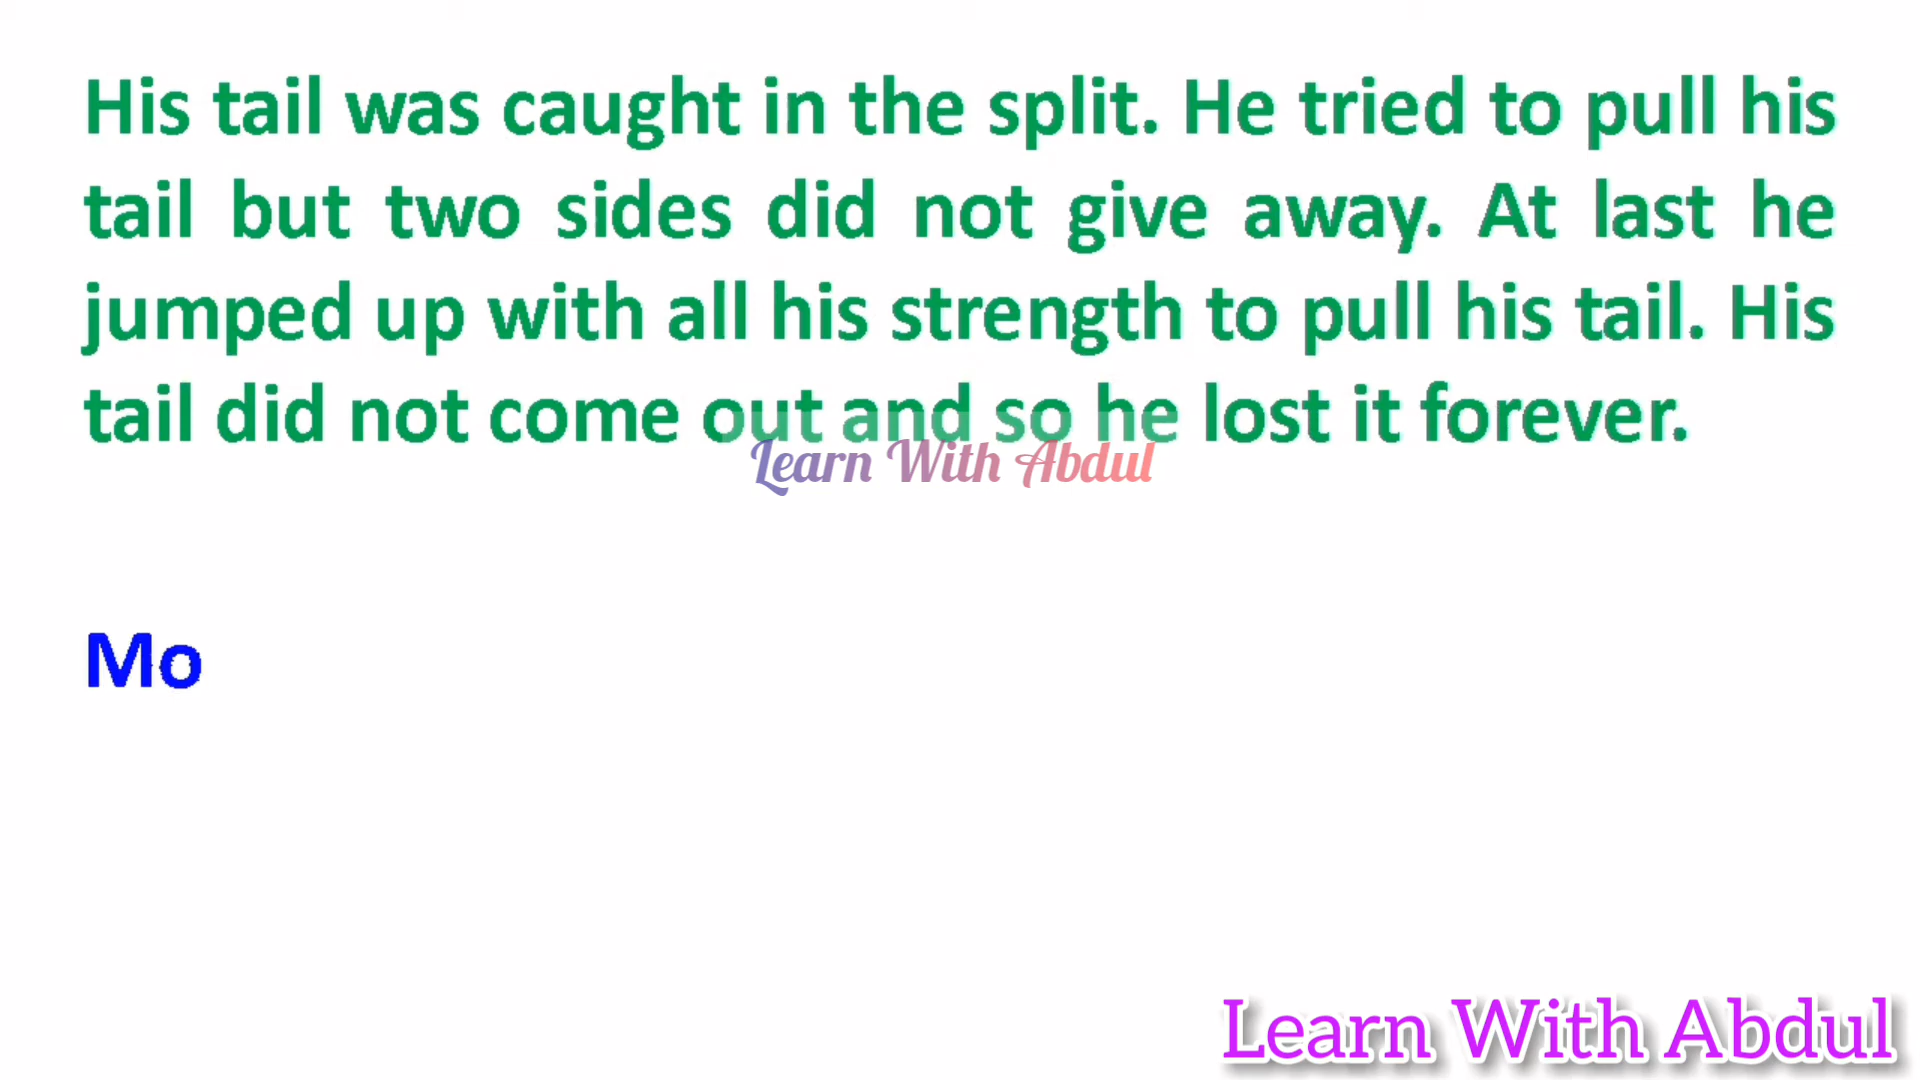 His tail was caught in the split. He tried to pull his
tail but two sides did not give away. At last he
jumped up with all his strength to pull his tail. His
tail did not come out and so he lost it forever.
Learn With Abdul
Mo
Learn With Abdul